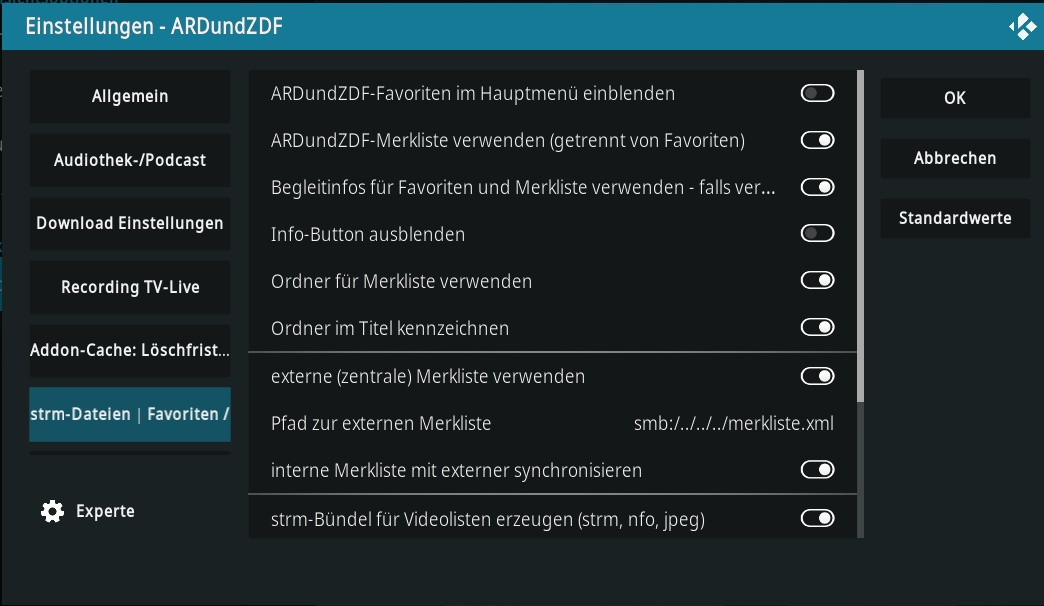 Einstellungen - ARDundZDF
Allgemein
Audiothek-/Podcast
Download Einstellungen
Recording TV-Live
Addon-Cache: Löschfrist...
strm-Dateien | Favoriten /
Experte
ARDundZDF-Favoriten im Hauptmenü einblenden
ARDundZDF-Merkliste verwenden (getrennt von Favoriten)
Begleitinfos für Favoriten und Merkliste verwenden - falls ver...
Info-Button ausblenden
Ordner für Merkliste verwenden
Ordner im Titel kennzeichnen
externe (zentrale) Merkliste verwenden
Pfad zur externen Merkliste smb:/../../../merkliste.xml
interne Merkliste mit externer synchronisieren
strm-Bündel für Videolisten erzeugen (strm, nfo, jpeg)
OK
Abbrechen
Standardwerte